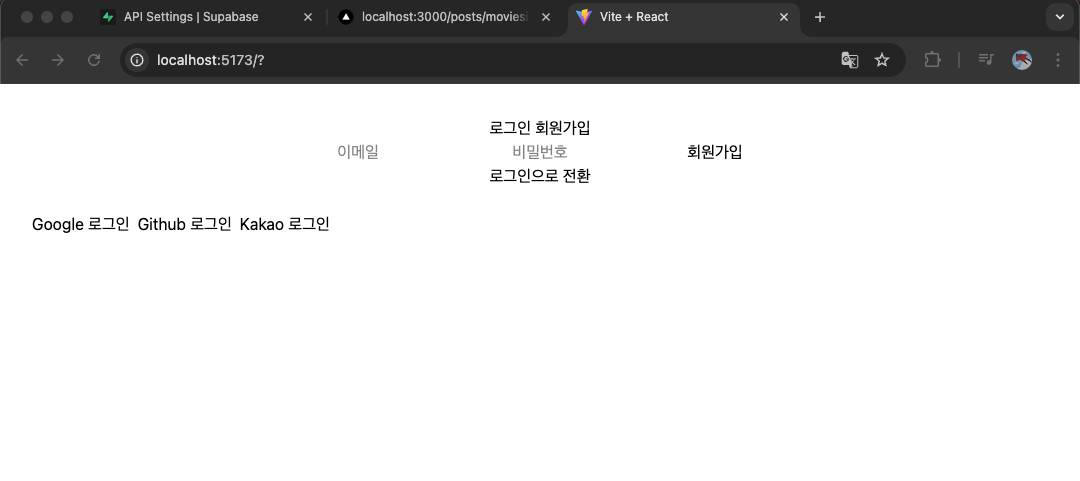 API Settings | Supabase
localhost:3000/posts/moviesi
Vite + React
localhost:5173/?
로그인 회원가입
이메일 비밀번호 회원가입
로그인으로 전환
Google 로그인 Github 로그인 Kakao 로그인